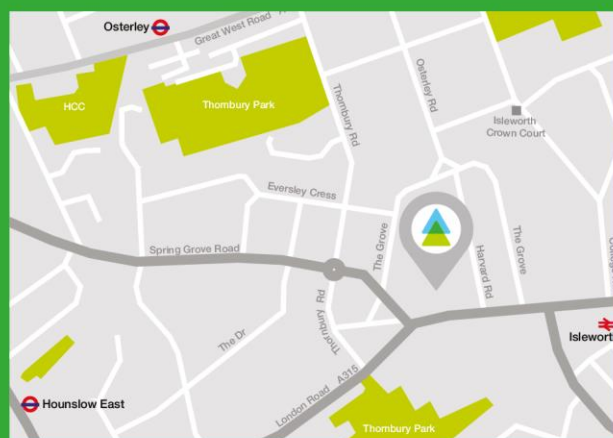 Osterley
Great West Road A
HCC
Thornbury Park
Thornbury Rd
Osterley Rd
Isleworth
Crown Court
Eversley Cress
Spring Grove Road
The Grove
Harvard Rd
The Grove
Thornbury Rd
The Dr
Isleworth
London Road A315
Hounslow East
Thornbury Park